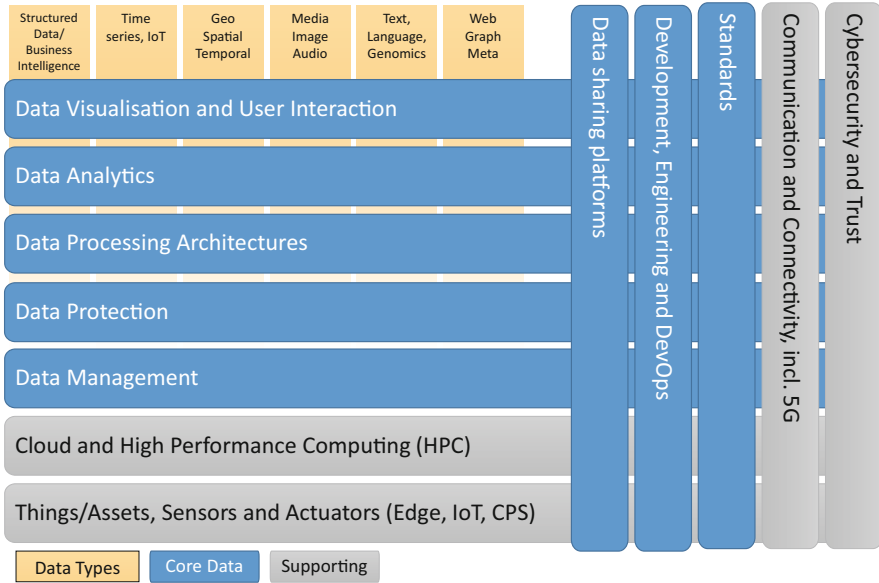 Structured
Data/
Business
Intelligence
Time
series, IoT
Geo
Spatial
Temporal
Media
Image
Audio
Text,
Language,
Genomics
Web
Graph
Meta
Data sharing platforms
Development, Engineering and DevOps
Standards
Communication and Connectivity, incl. 5G
Cybersecurity and Trust
Data Visualisation and User Interaction
Data Analytics
Data Processing Architectures
Data Protection
Data Management
Cloud and High Performance Computing (HPC)
Things/Assets, Sensors and Actuators (Edge, IoT, CPS)
Data Types
Core Data
Supporting